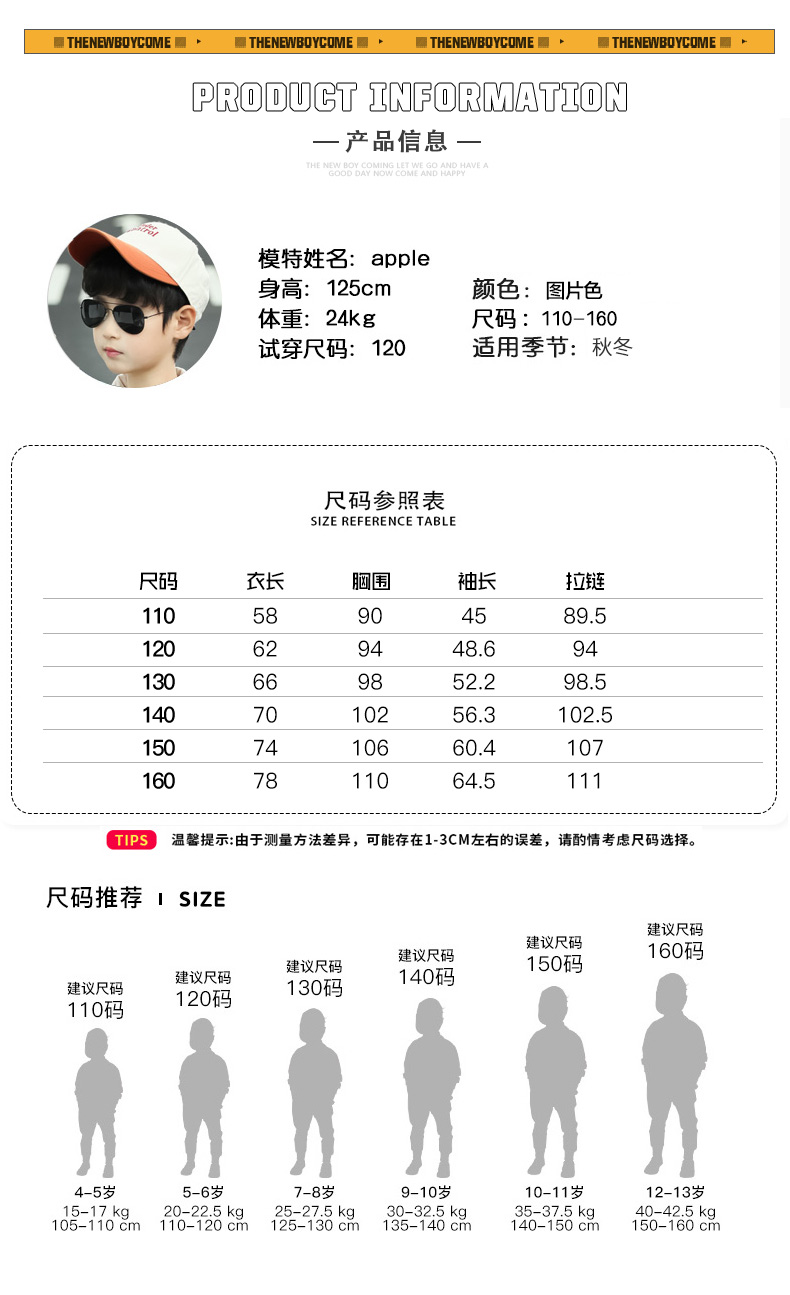 THENEWBOYCOME THENEWBOYCOME THENEWBOYCOME THENEWBOYCOME
PRODUCT INFORMATION
— 产品信息 —
THE NEW BOY COMING LET WE GO AND HAVE A
GOOD DAY NOW COME AND HAPPY
模特姓名: apple
身高: 125cm
体重: 24kg
试穿尺码: 120
颜色: 图片色
尺码: 110-160
适用季节: 秋冬
尺码参照表
SIZE REFERENCE TABLE
尺码 衣长 胸围 袖长 拉链
110 58 90 45 89.5
120 62 94 48.6 94
130 66 98 52.2 98.5
140 70 102 56.3 102.5
150 74 106 60.4 107
160 78 110 64.5 111
TIPS 温馨提示:由于测量方法差异，可能存在1-3CM左右的误差，请酌情考虑尺码选择。
尺码推荐 I SIZE
建议尺码
110码
建议尺码
120码
建议尺码
130码
建议尺码
140码
建议尺码
150码
建议尺码
160码
4-5岁
15-17 kg
105-110 cm
5-6岁
20-22.5 kg
110-120 cm
7-8岁
25-27.5 kg
125-130 cm
9-10岁
30-32.5 kg
135-140 cm
10-11岁
35-37.5 kg
140-150 cm
12-13岁
40-42.5 kg
150-160 cm